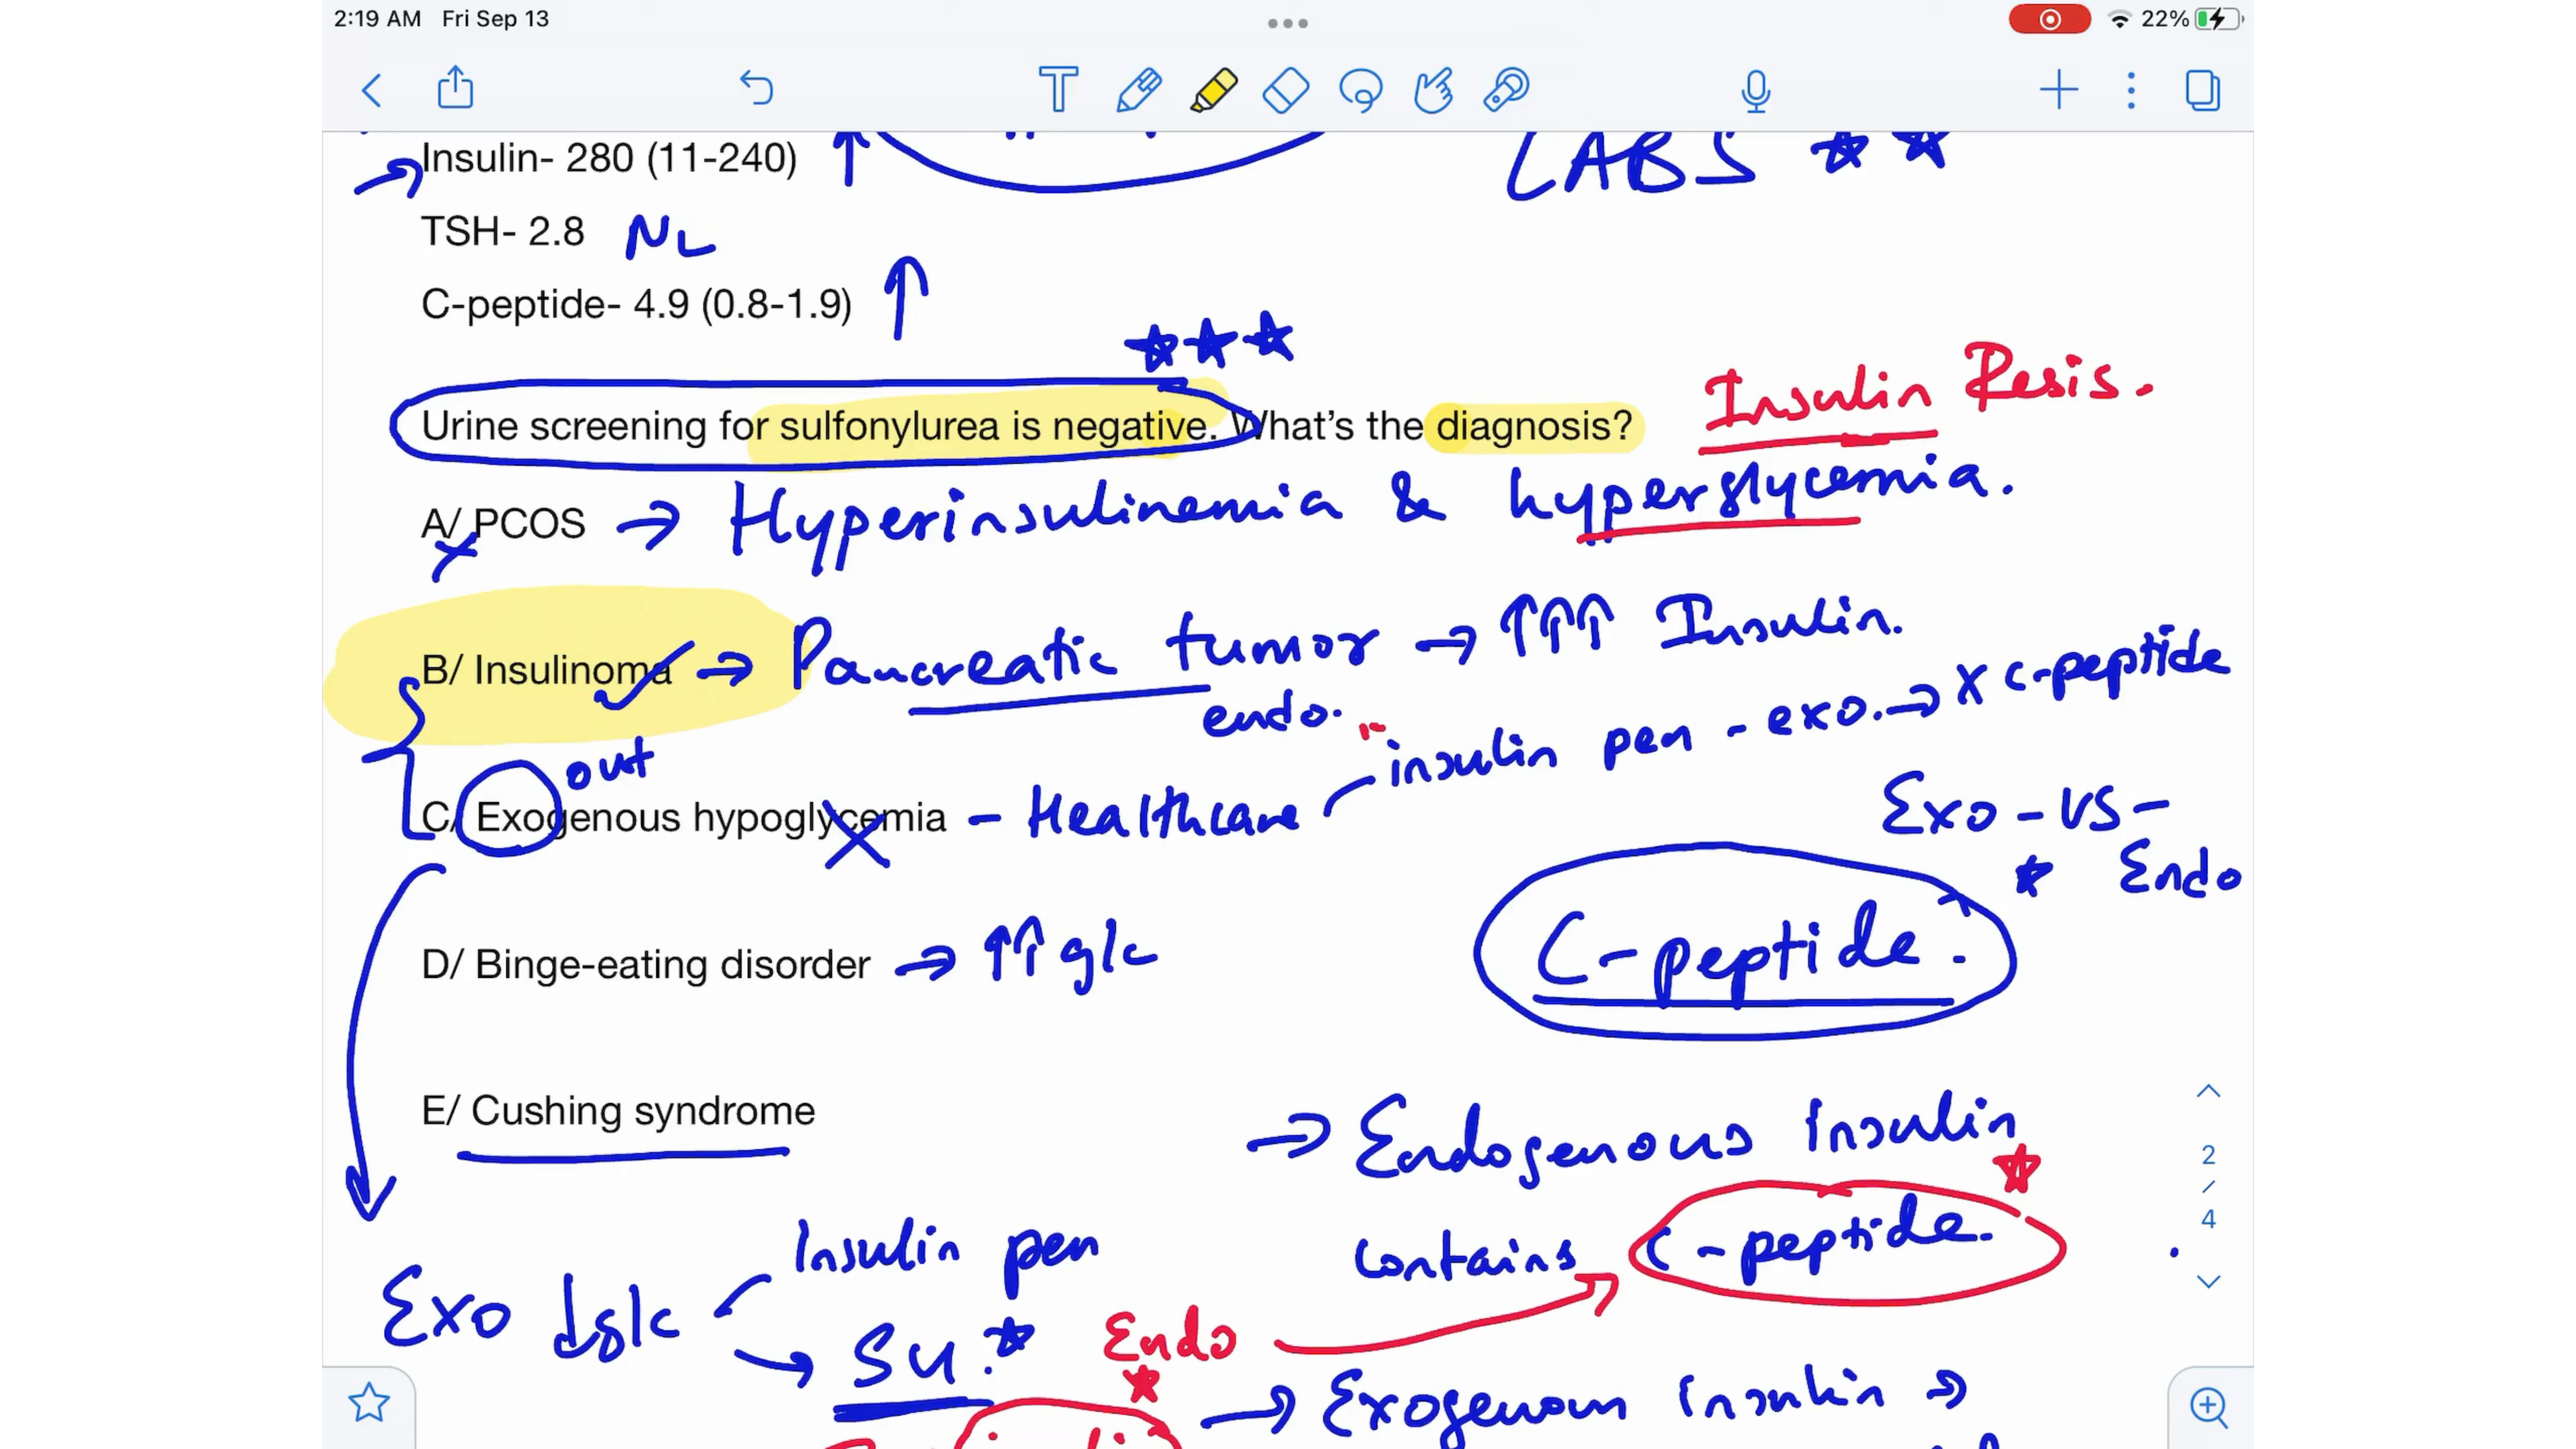 2:19 AM Fri Sep 13
22%
T
LABS
Insulin- 280 (11-240)
TSH- 2.8 NL
C-peptide- 4.9 (0.8-1.9)
Insulin Resis.
Urine screening for sulfonylurea is negative. What's the diagnosis?
A/ PCOS → Hyperinsulinemia & hyperglycemia.
B/ Insulinoma → Pancreatic tumor → ↑↑↑ Insulin.
endo.
insulin pen - exo. → X c-peptide
out
C/ Exogenous hypoglycemia - Healthcare
Exo - VS -
Endo
C-peptide.
D/ Binge-eating disorder → ↑↑ glc
E/ Cushing syndrome
→ Endogenous insulin
contains C-peptide.
Insulin pen
Exo ↓glc
SU.
Endo
→ Exogenous insulin →
2
/
4